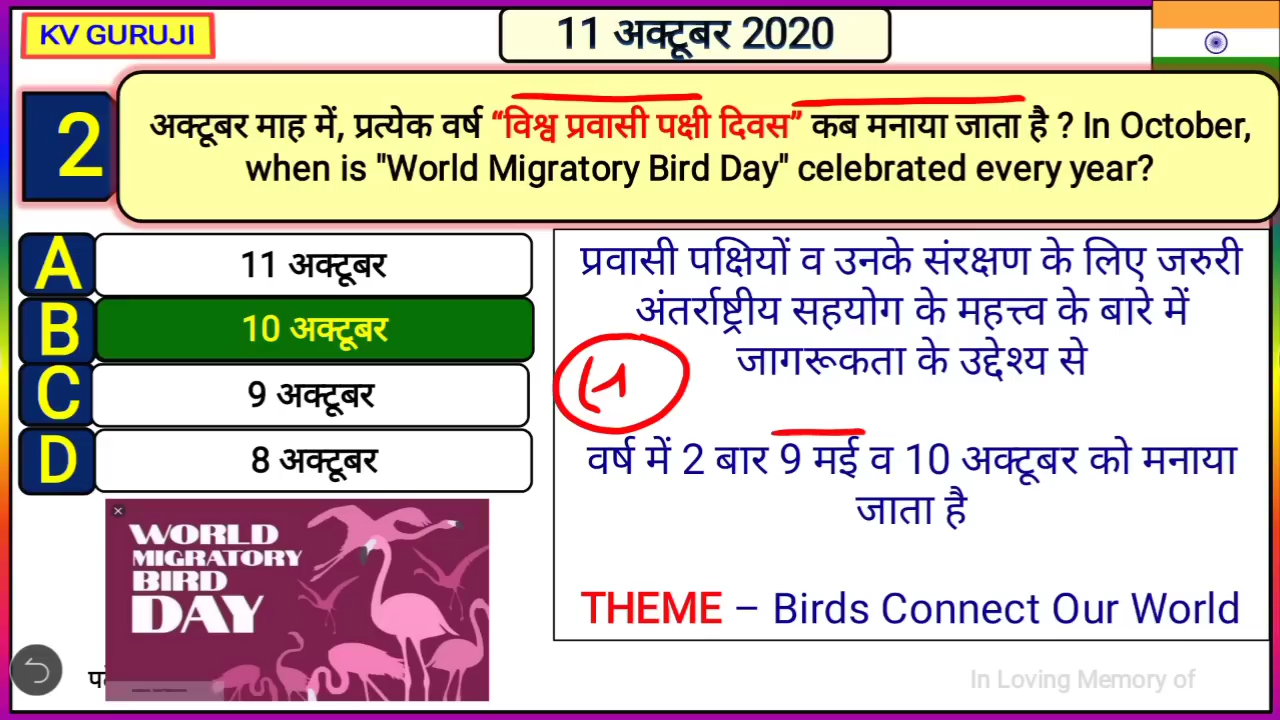 KV GURUJI
11 अक्टूबर 2020
2
अक्टूबर माह में, प्रत्येक वर्ष “विश्व प्रवासी पक्षी दिवस” कब मनाया जाता है ? In October,
when is "World Migratory Bird Day" celebrated every year?
A 11 अक्टूबर
B 10 अक्टूबर
C 9 अक्टूबर
D 8 अक्टूबर
प्रवासी पक्षियों व उनके संरक्षण के लिए जरुरी
अंतर्राष्ट्रीय सहयोग के महत्त्व के बारे में
जागरूकता के उद्देश्य से
वर्ष में 2 बार 9 मई व 10 अक्टूबर को मनाया
जाता है
THEME – Birds Connect Our World
WORLD
MIGRATORY
BIRD
DAY
In Loving Memory of